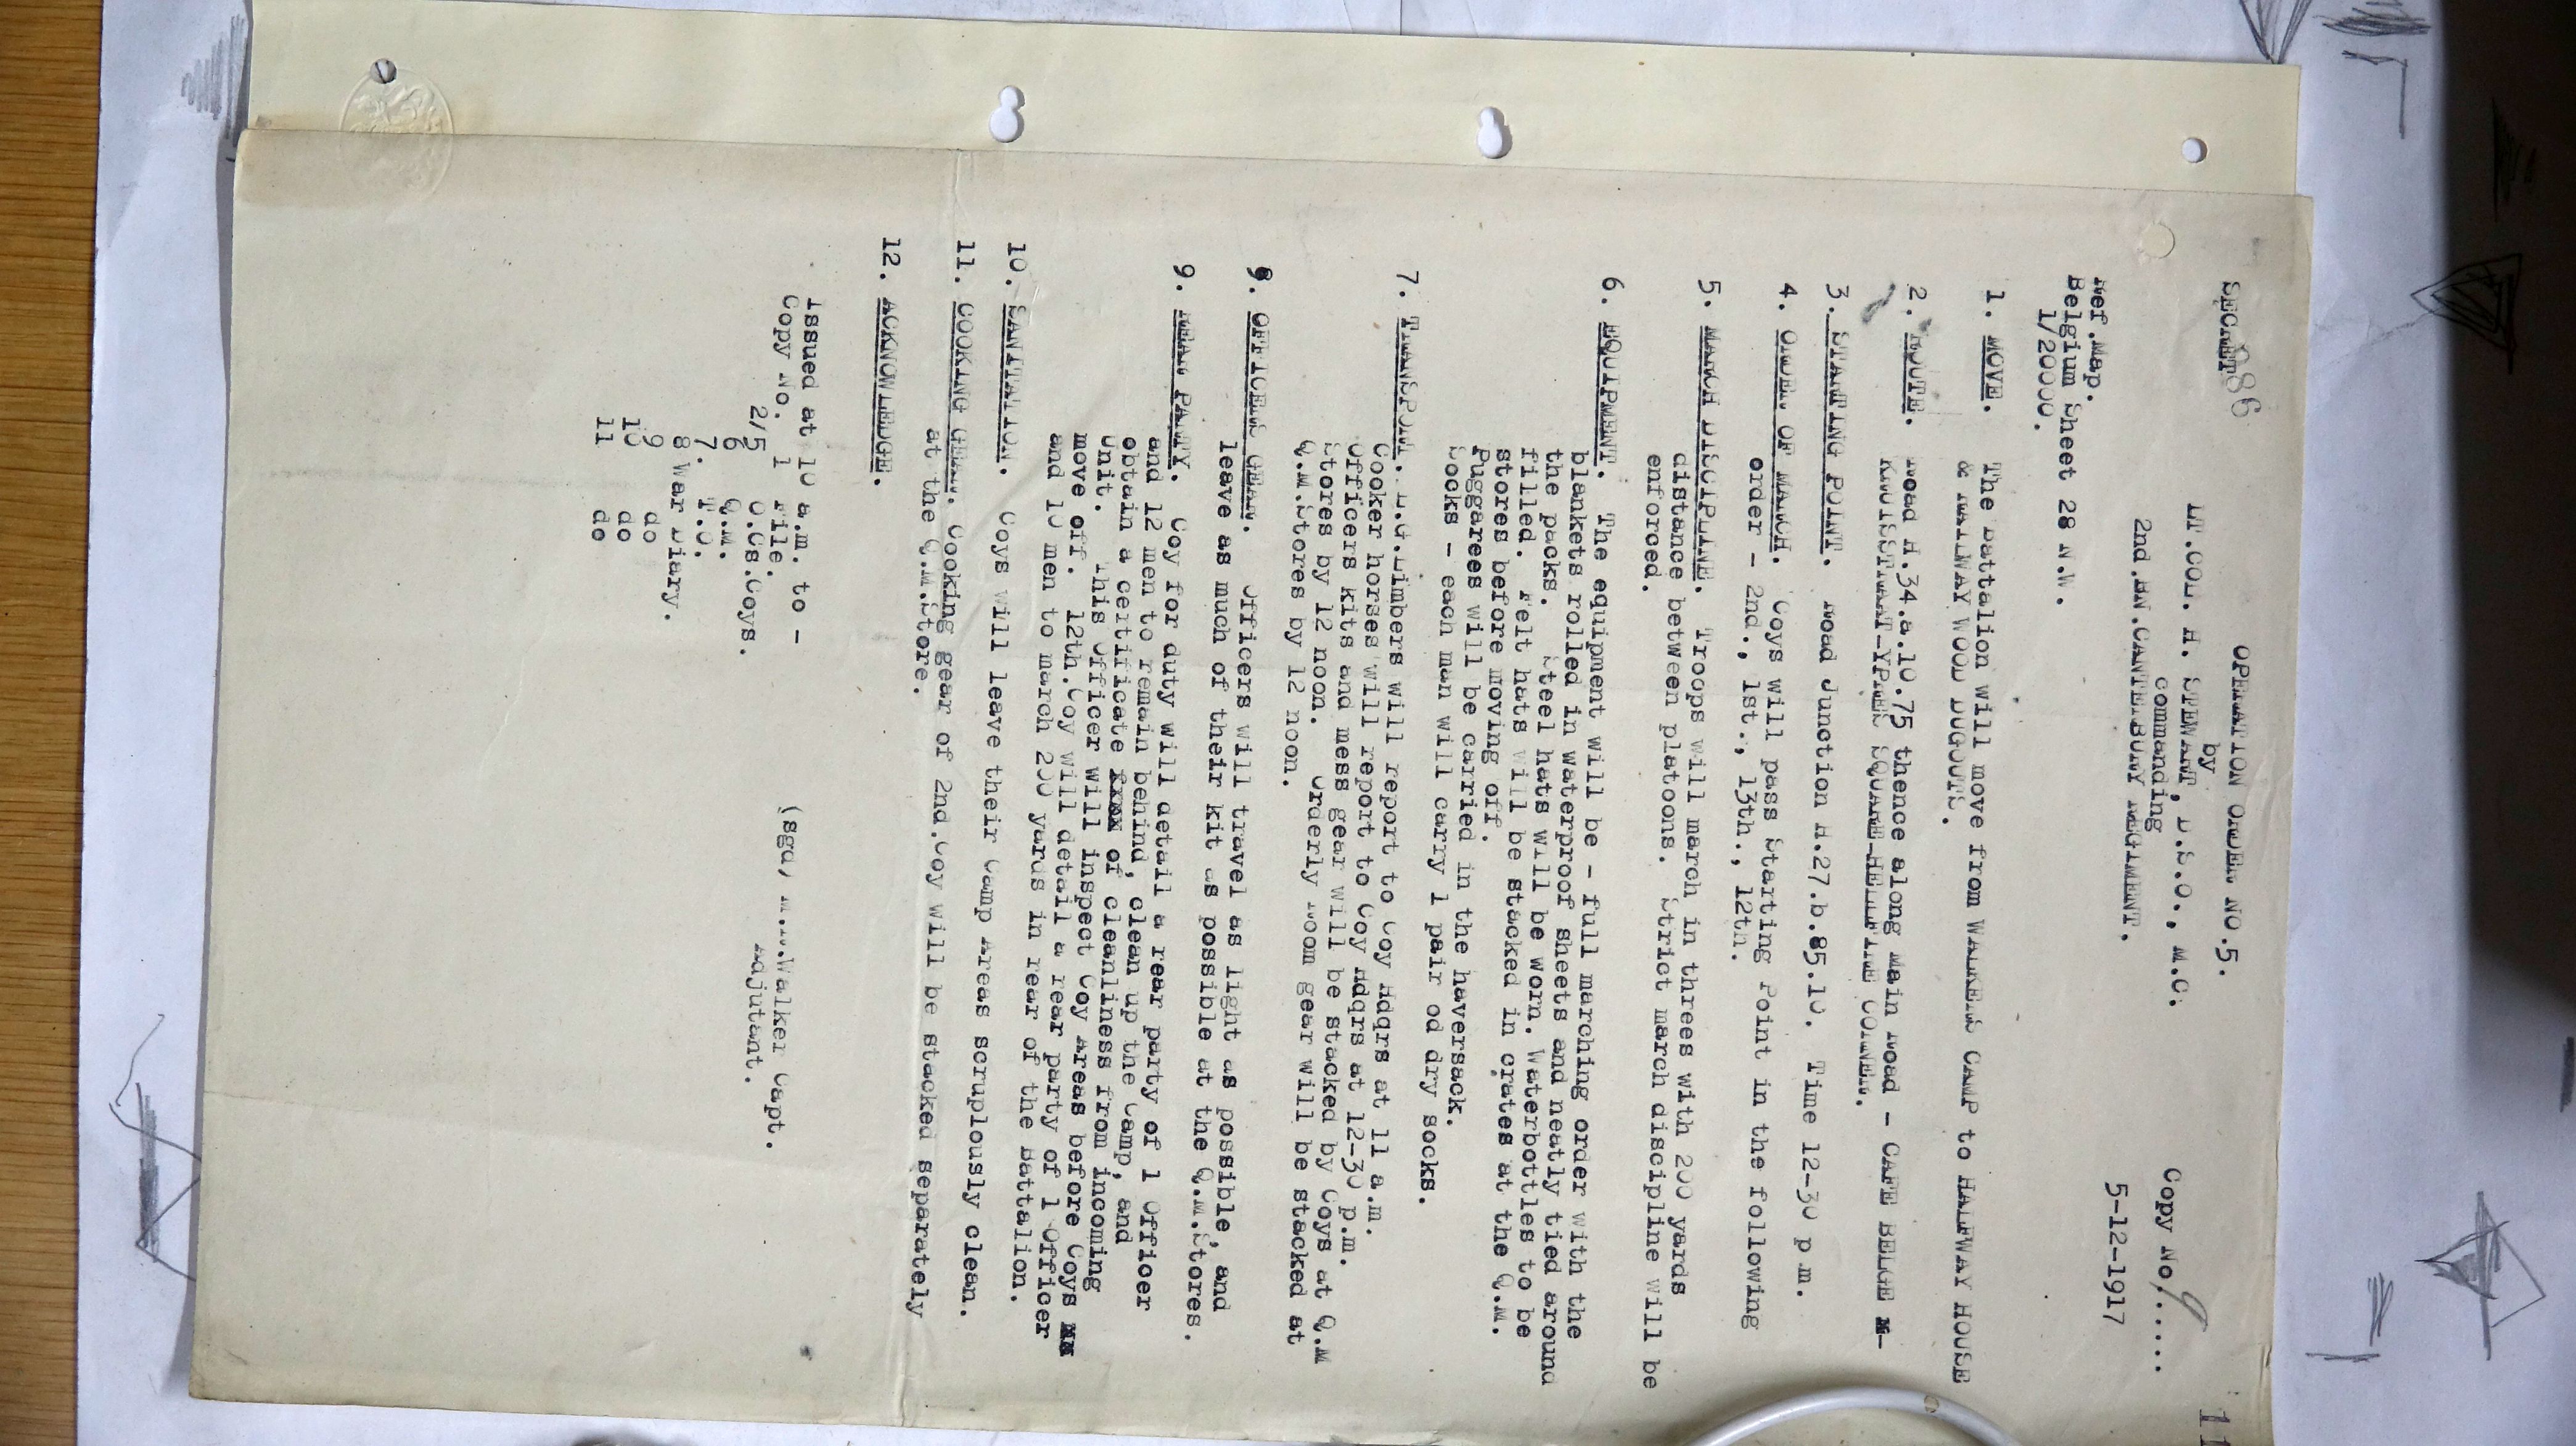 886
SECRET
OPERATION ORDER NO.5.
by
LT.COL. H. STEWART, D.S.O., M.C.
commanding
2nd.BN.CANTERBURY REGIMENT.
Copy No 9......
5-12-1917
Ref.Map.
Belgium Sheet 28 N.W.
1/20000.
1. MOVE. The Battalion will move from WALKERS CAMP to HALFWAY HOUSE
& RAILWAY WOOD DUGOUTS.
2. ROUTE. Road H.34.a.10.75 thence along Main Road - CAFE BELGE -
KRUISSTRAAT-YPRES SQUARE-HELLFIRE CORNER.
3. STARTING POINT. Road Junction H.27.b.85.10. Time 12-30 p m.
4. ORDER OF MARCH. Coys will pass Starting Point in the following
order - 2nd., 1st., 13th., 12th.
5. MARCH DISCIPLINE. Troops will march in threes with 200 yards
distance between platoons. Strict march discipline will be
enforced.
6. EQUIPMENT. The equipment will be - full marching order with the
blankets rolled in waterproof sheets and neatly tied around
the packs. Steel hats will be worn. Waterbottles to be
filled. Felt hats will be stacked in crates at the Q.M.
stores before moving off.
Puggarees will be carried in the haversack.
Socks - each man will carry 1 pair od dry socks.
7. TRANSPORT. L.G.Limbers will report to Coy Hdqrs at 11 a.m.
Cooker horses will report to Coy Hdqrs at 12-30 p.m.
Officers kits and mess gear will be stacked by Coys at Q.M
Stores by 12 noon. Orderly Room gear will be stacked at
Q.M.Stores by 12 noon.
8. OFFICERS GEAR. Officers will travel as light as possible, and
leave as much of their kit as possible at the Q.M.Stores.
9. REAR PARTY. Coy for duty will detail a rear party of 1 Officer
and 12 men to remain behind, clean up the Camp, and
obtain a certificate of cleanliness from incoming
Unit. This Officer will inspect Coy Areas before Coys
move off. 12th.Coy will detail a rear party of 1 Officer
and 10 men to march 200 yards in rear of the Battalion.
10. SANITATION. Coys will leave their Camp Areas scruplously clean.
11. COOKING GEAR. Cooking gear of 2nd.Coy will be stacked separately
at the Q.M.Store.
12. ACKNOWLEDGE.
Issued at 10 a.m. to -
Copy No. 1 File.
2/5 O.Cs.Coys.
6 Q.M.
7. T.O.
8 War Diary.
9 do
10 do
11 do
(sgd) Walker Capt.
Adjutant.